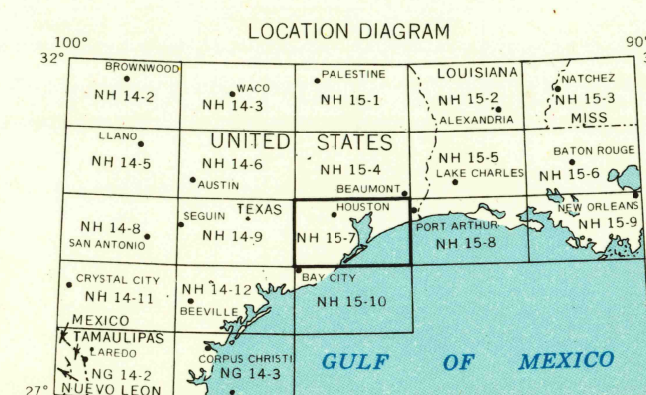 LOCATION DIAGRAM
100°
90°
32°
BROWNWOOD
NH 14-2
WACO
NH 14-3
PALESTINE
NH 15-1
LOUISIANA
NH 15-2
ALEXANDRIA
NATCHEZ
NH 15-3
MISS
LLANO
NH 14-5
UNITED STATES
NH 14-6
AUSTIN
NH 15-4
BEAUMONT
NH 15-5
LAKE CHARLES
BATON ROUGE
NH 15-6
NH 14-8
SAN ANTONIO
SEGUIN
TEXAS
NH 14-9
HOUSTON
NH 15-7
PORT ARTHUR
NH 15-8
NEW ORLEANS
NH 15-9
CRYSTAL CITY
NH 14-11
NH 14-12
BEEVILLE
BAY CITY
NH 15-10
MEXICO
TAMAULIPAS
LAREDO
NG 14-2
NUEVO LEON
CORPUS CHRISTI
NG 14-3
GULF OF MEXICO
27°